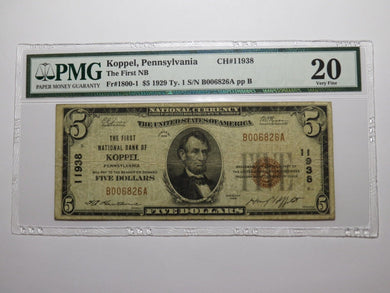 PMG
PAPER MONEY GUARANTY
Koppel, Pennsylvania CH#11938
The First NB
Fr#1800-1 $5 1929 Ty. 1 S/N B006826A pp B
20
Very Fine
NATIONAL CURRENCY
THE UNITED STATES OF AMERICA
5
5
THE FIRST
NATIONAL BANK OF
KOPPEL
PENNSYLVANIA
WILL PAY TO THE BEARER ON DEMAND
FIVE DOLLARS
B006826A
B006826A
11938
11938
5
5
FIVE DOLLARS